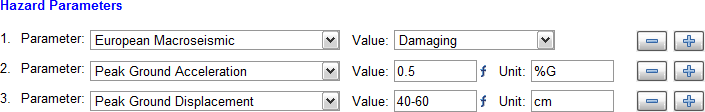 Hazard Parameters
1. Parameter: European Macroseismic Value: Damaging
2. Parameter: Peak Ground Acceleration Value: 0.5 f Unit: %G
3. Parameter: Peak Ground Displacement Value: 40-60 f Unit: cm